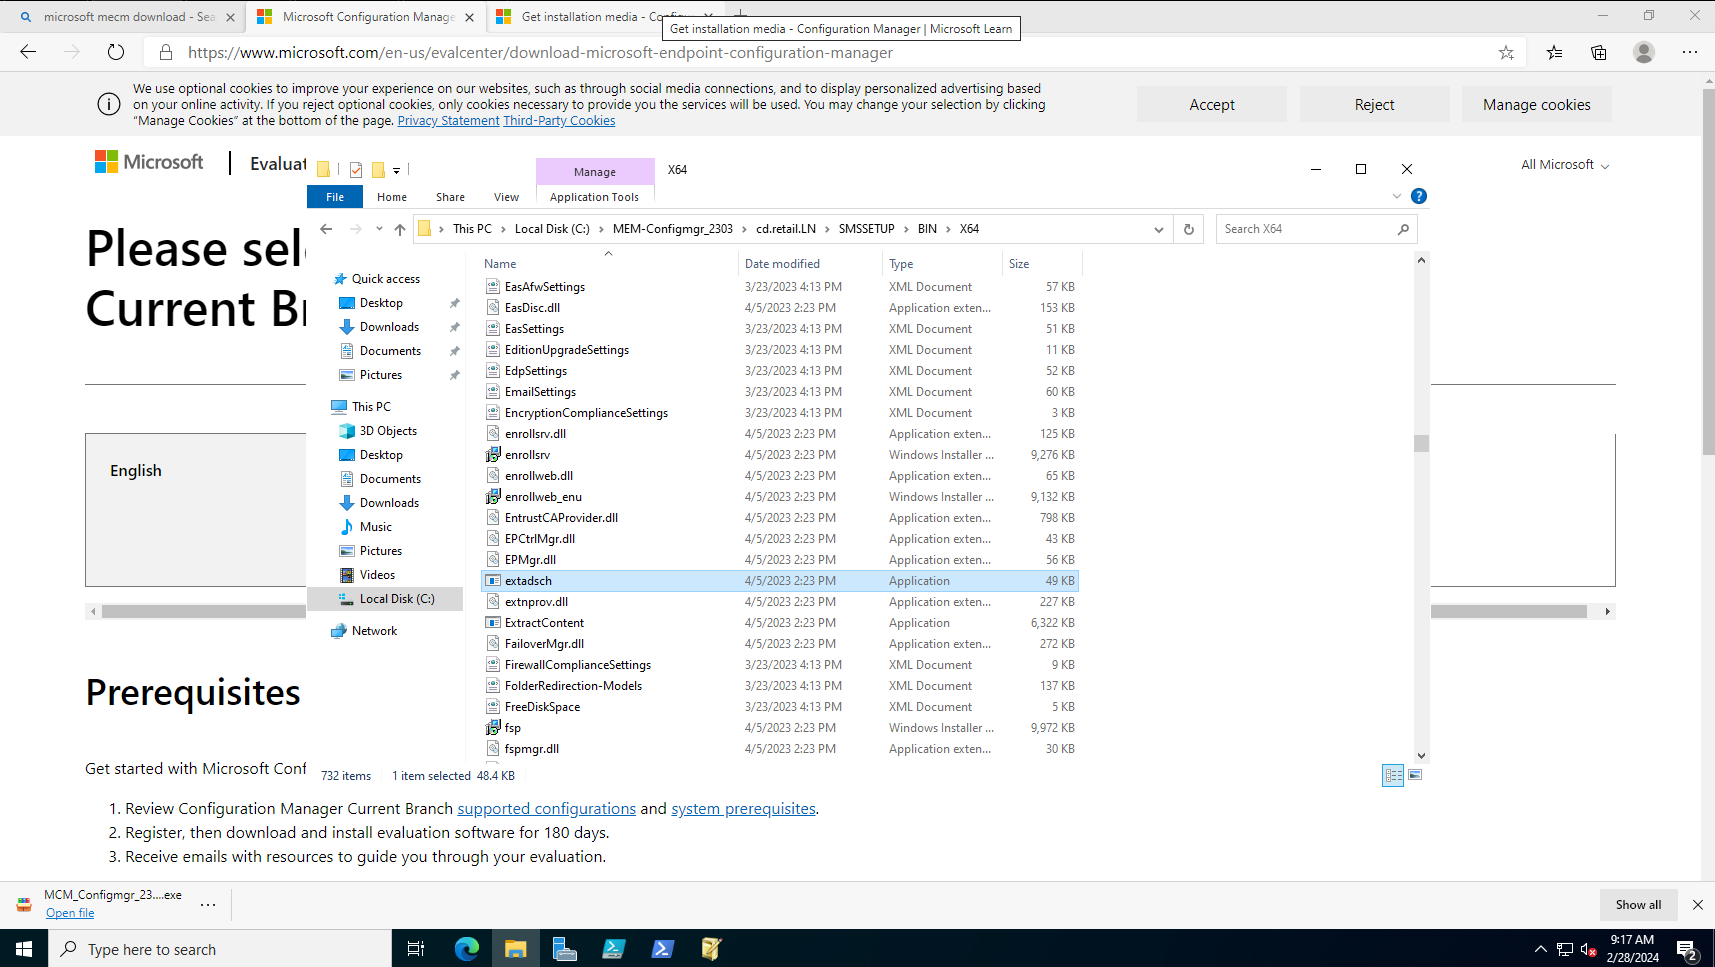 microsoft mecm download - Sea
Microsoft Configuration Manage
Get installation media - Config
Get installation media - Configuration Manager | Microsoft Learn
https://www.microsoft.com/en-us/evalcenter/download-microsoft-endpoint-configuration-manager
We use optional cookies to improve your experience on our websites, such as through social media connections, and to display personalized advertising based
on your online activity. If you reject optional cookies, only cookies necessary to provide you the services will be used. You may change your selection by clicking
"Manage Cookies" at the bottom of the page. Privacy Statement Third-Party Cookies
Accept
Reject
Manage cookies
Microsoft
Evaluat
All Microsoft
Please sel
Current B
English
Prerequisites
Get started with Microsoft Conf
1. Review Configuration Manager Current Branch supported configurations and system prerequisites.
2. Register, then download and install evaluation software for 180 days.
3. Receive emails with resources to guide you through your evaluation.
Manage
X64
File
Home
Share
View
Application Tools
This PC > Local Disk (C:) > MEM-Configmgr_2303 > cd.retail.LN > SMSSETUP > BIN > X64
Search X64
Quick access
Desktop
Downloads
Documents
Pictures
This PC
3D Objects
Desktop
Documents
Downloads
Music
Pictures
Videos
Local Disk (C:)
Network
Name Date modified Type Size
EasAfwSettings 3/23/2023 4:13 PM XML Document 57 KB
EasDisc.dll 4/5/2023 2:23 PM Application exten... 153 KB
EasSettings 3/23/2023 4:13 PM XML Document 51 KB
EditionUpgradeSettings 3/23/2023 4:13 PM XML Document 11 KB
EdpSettings 3/23/2023 4:13 PM XML Document 52 KB
EmailSettings 3/23/2023 4:13 PM XML Document 60 KB
EncryptionComplianceSettings 3/23/2023 4:13 PM XML Document 3 KB
enrollsrv.dll 4/5/2023 2:23 PM Application exten... 125 KB
enrollsrv 4/5/2023 2:23 PM Windows Installer ... 9,276 KB
enrollweb.dll 4/5/2023 2:23 PM Application exten... 65 KB
enrollweb_enu 4/5/2023 2:23 PM Windows Installer ... 9,132 KB
EntrustCAProvider.dll 4/5/2023 2:23 PM Application exten... 798 KB
EPCtrlMgr.dll 4/5/2023 2:23 PM Application exten... 43 KB
EPMgr.dll 4/5/2023 2:23 PM Application exten... 56 KB
extadsch 4/5/2023 2:23 PM Application 49 KB
extnprov.dll 4/5/2023 2:23 PM Application exten... 227 KB
ExtractContent 4/5/2023 2:23 PM Application 6,322 KB
FailoverMgr.dll 4/5/2023 2:23 PM Application exten... 272 KB
FirewallComplianceSettings 3/23/2023 4:13 PM XML Document 9 KB
FolderRedirection-Models 3/23/2023 4:13 PM XML Document 137 KB
FreeDiskSpace 3/23/2023 4:13 PM XML Document 5 KB
fsp 4/5/2023 2:23 PM Windows Installer ... 9,972 KB
fspmgr.dll 4/5/2023 2:23 PM Application exten... 30 KB
732 items 1 item selected 48.4 KB
MCM_Configmgr_23....exe
Open file
Show all
Type here to search
9:17 AM
2/28/2024
2